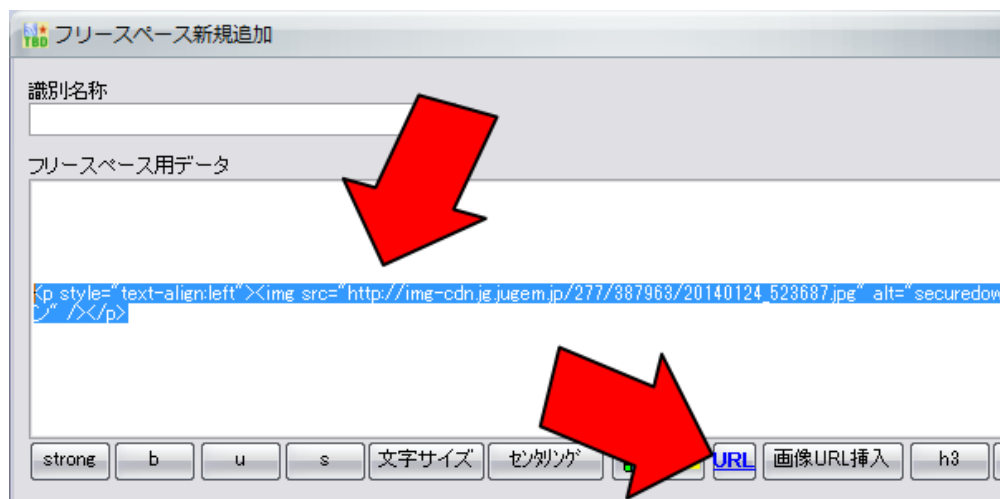 TBD フリースペース新規追加
識別名称
フリースペース用データ
<p style="text-align:left"><img src="http://img-cdn.jg.jugem.jp/277/387963/20140124_523687.jpg" alt="securedow
ン" /></p>
strong b u s 文字サイズ センタリング URL 画像URL挿入 h3